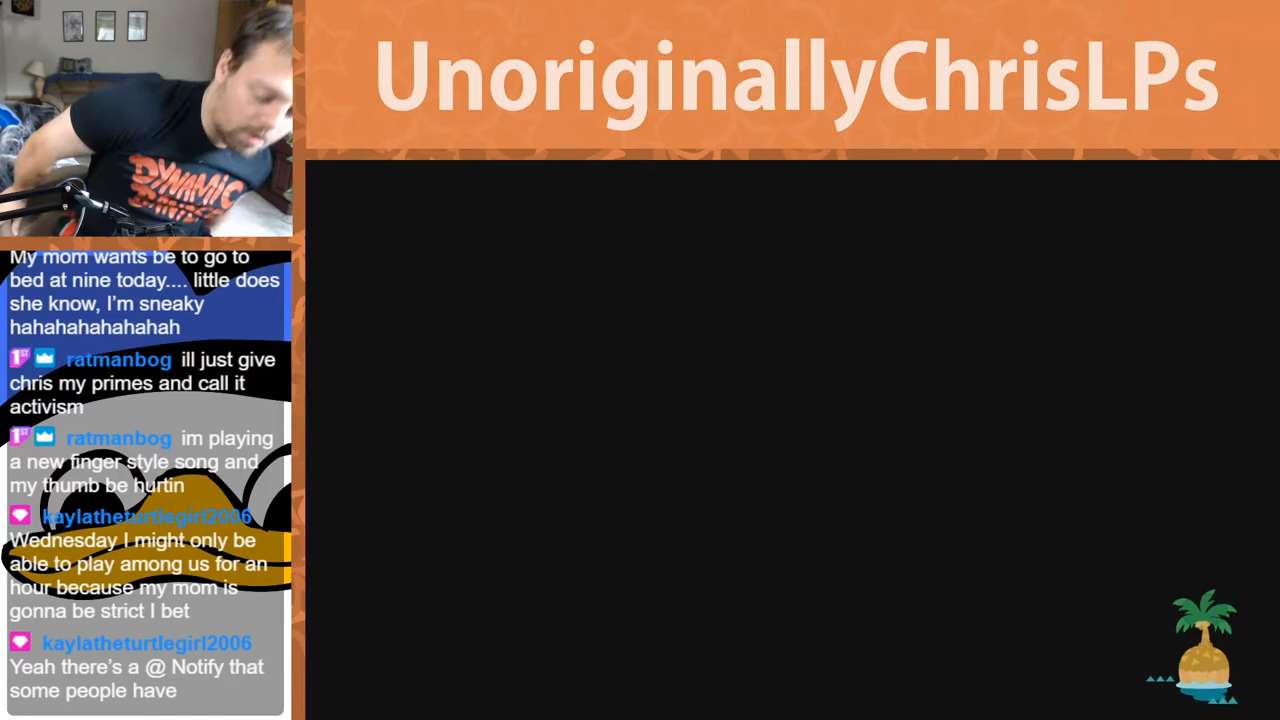 UnoriginallyChrisLPs
DYNAMIC
My mom wants be to go to
bed at nine today.... little does
she know, I'm sneaky
hahahahahahahah
1ST ratmanbog ill just give
chris my primes and call it
activism
1ST ratmanbog im playing
a new finger style song and
my thumb be hurtin
kaylatheturtlegirl2006
Wednesday I might only be
able to play among us for an
hour because my mom is
gonna be strict I bet
kaylatheturtlegirl2006
Yeah there's a @ Notify that
some people have